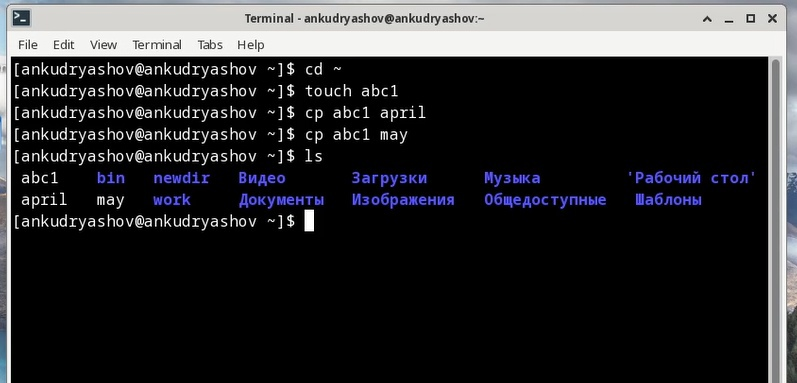 Terminal - ankudryashov@ankudryashov:~
File Edit View Terminal Tabs Help
[ankudryashov@ankudryashov ~]$ cd ~
[ankudryashov@ankudryashov ~]$ touch abc1
[ankudryashov@ankudryashov ~]$ cp abc1 april
[ankudryashov@ankudryashov ~]$ cp abc1 may
[ankudryashov@ankudryashov ~]$ ls
abc1 bin newdir Видео Загрузки Музыка 'Рабочий стол'
april may work Документы Изображения Общедоступные Шаблоны
[ankudryashov@ankudryashov ~]$